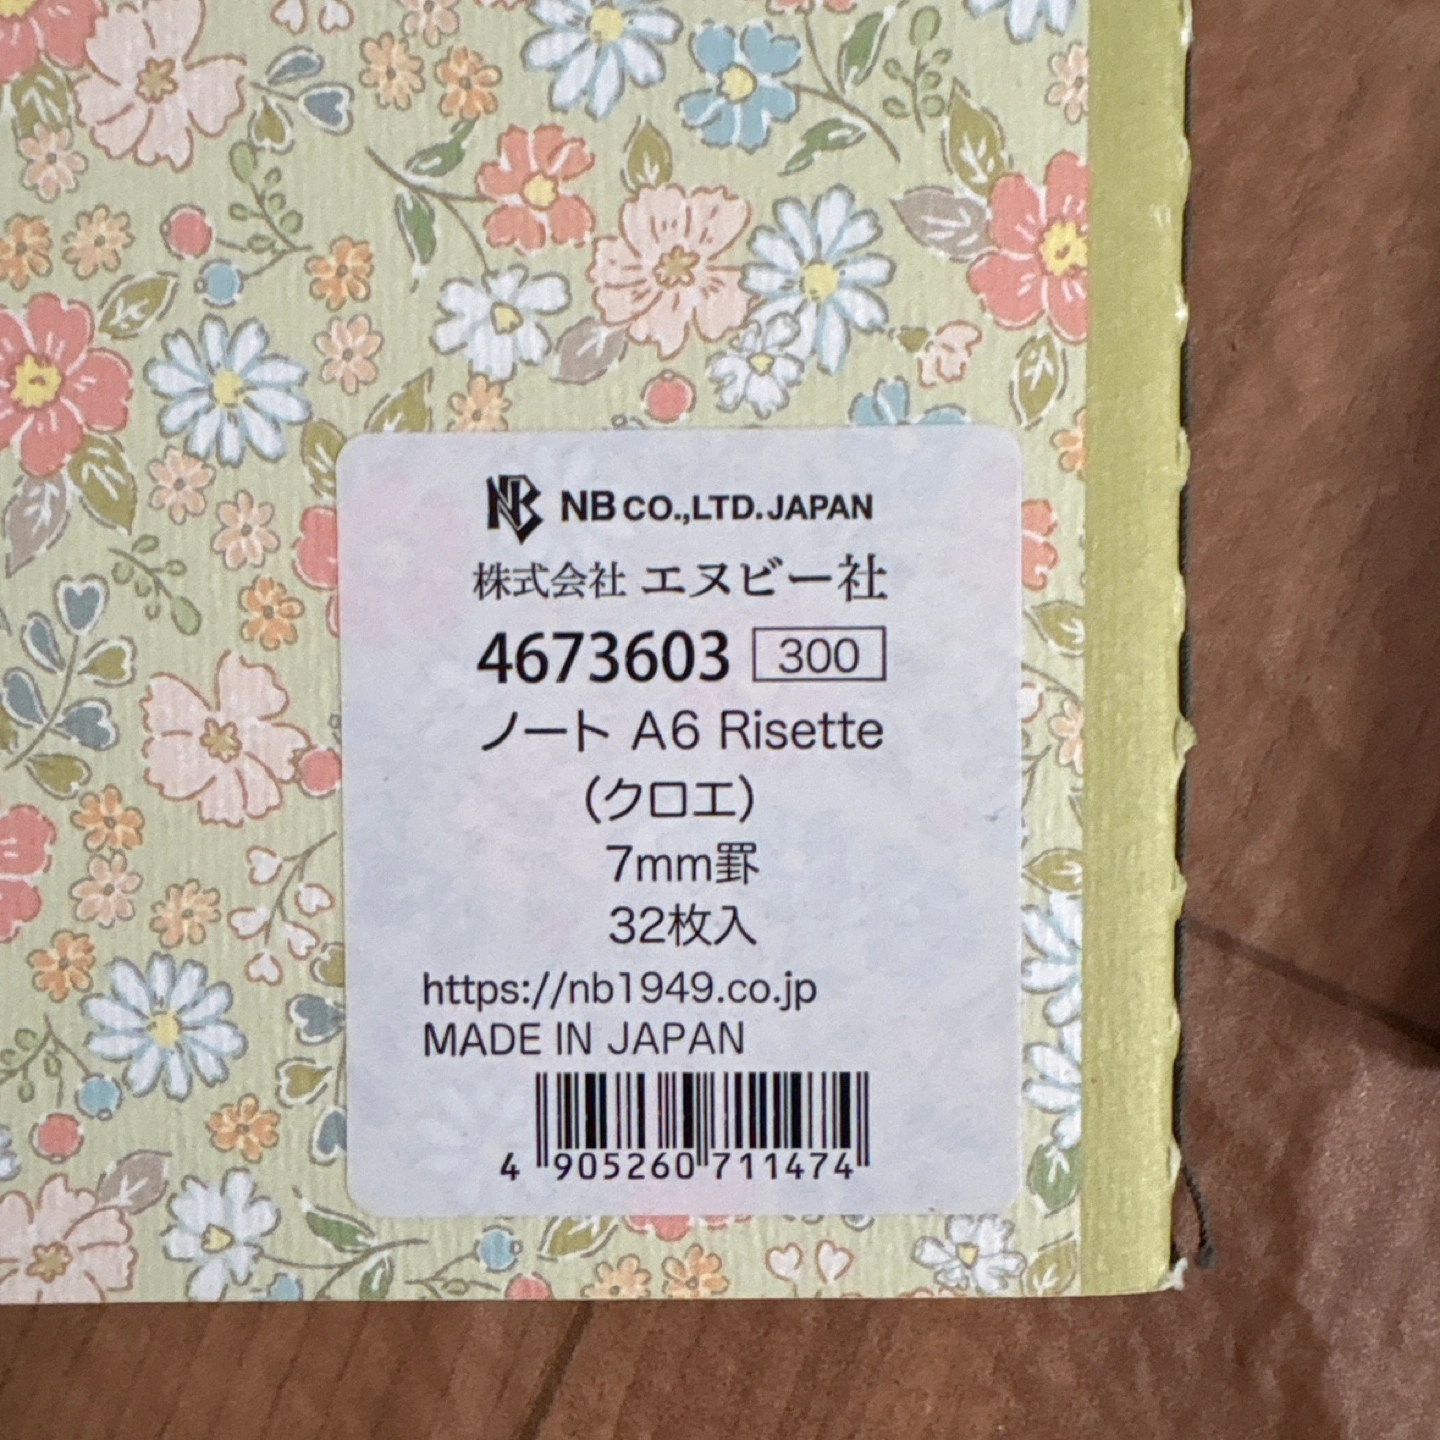 NB NB CO.,LTD.JAPAN
株式会社 エヌビー社
4673603 300
ノート A6 Risette
(クロエ)
7mm罫
32枚入
https://nb1949.co.jp
MADE IN JAPAN
4 905260 711474